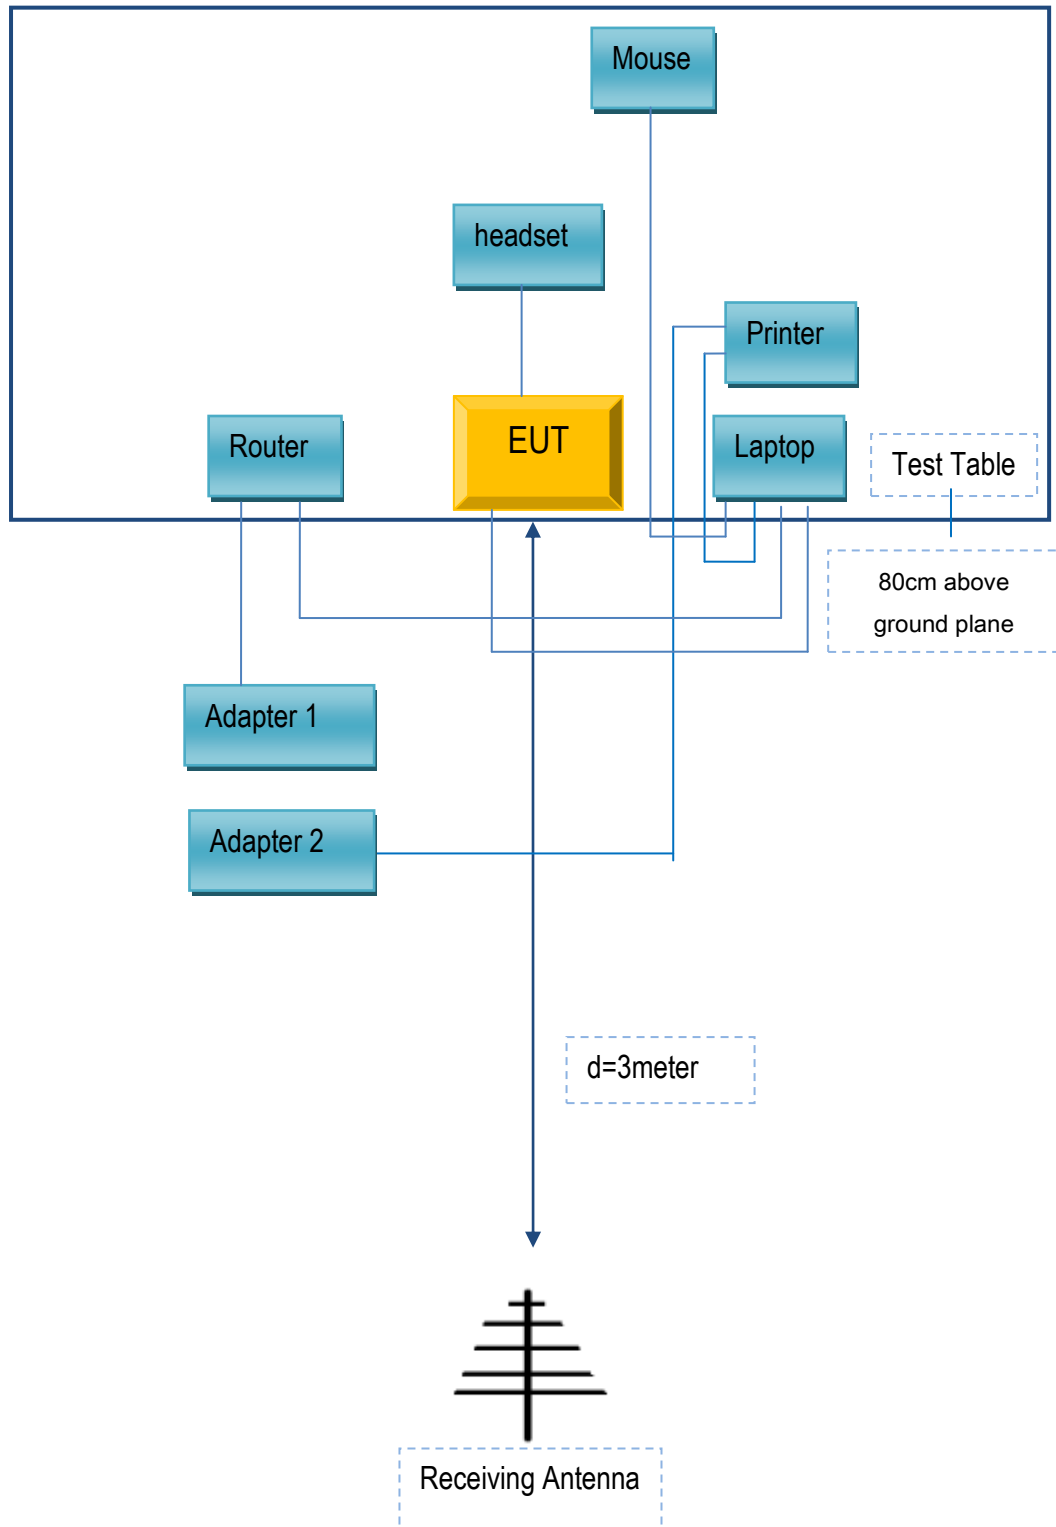 Mouse
headset
Printer
Router
EUT
Laptop
Test Table
80cm above
ground plane
Adapter 1
Adapter 2
d=3meter
Receiving Antenna